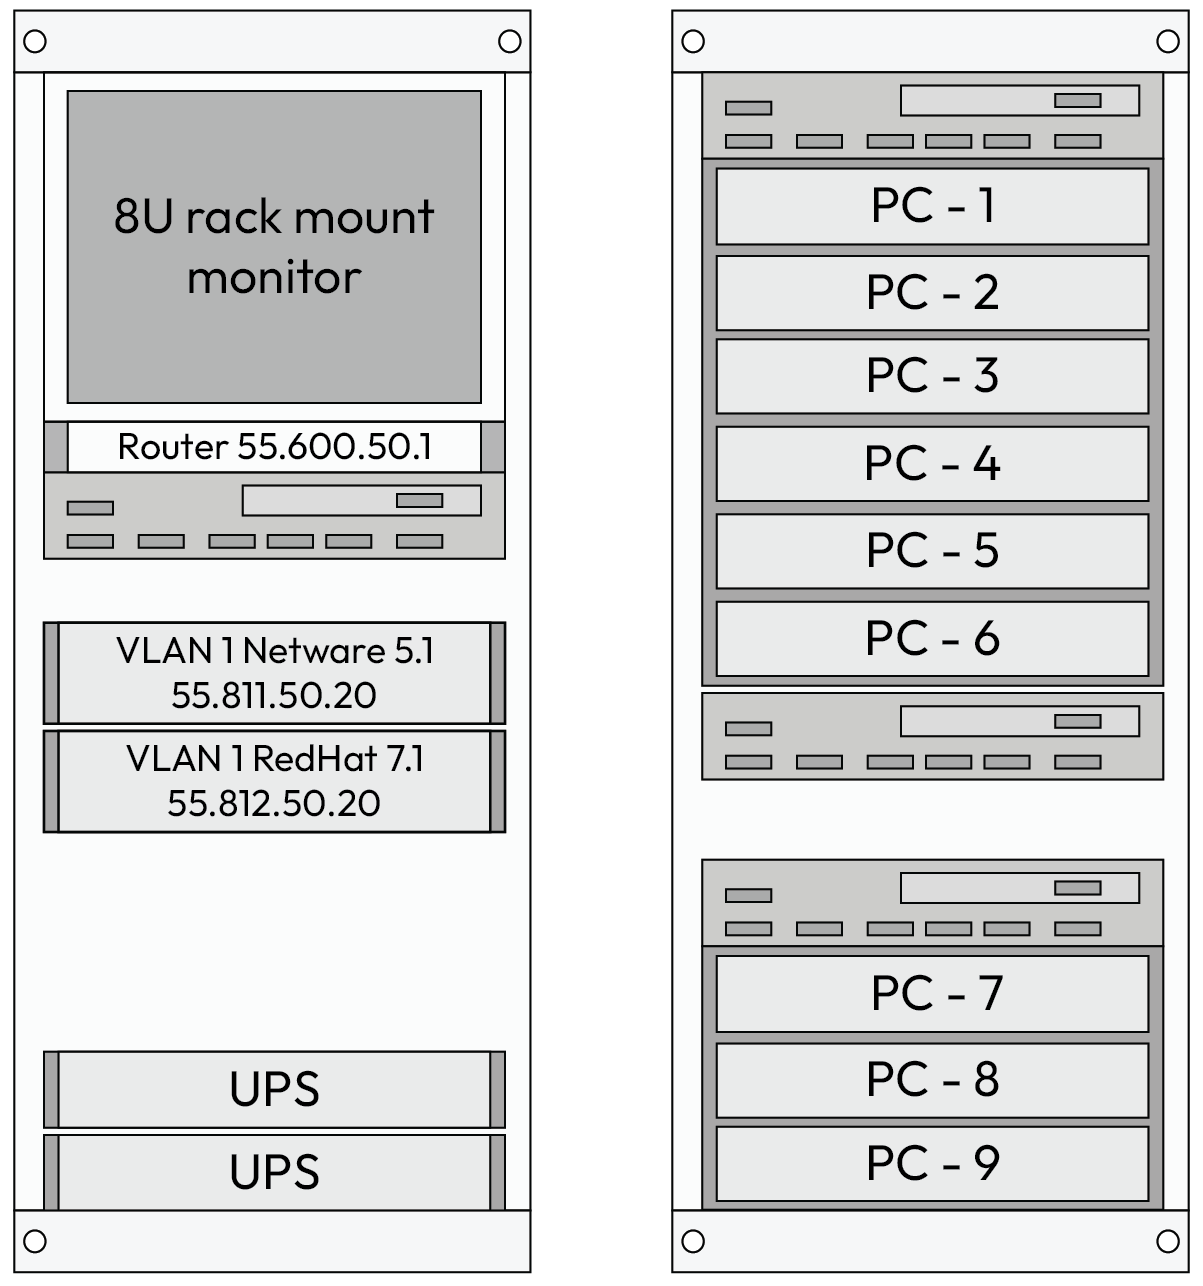 8U rack mount
monitor
Router 55.600.50.1
VLAN 1 Netware 5.1
55.811.50.20
VLAN 1 RedHat 7.1
55.812.50.20
UPS
UPS
PC - 1
PC - 2
PC - 3
PC - 4
PC - 5
PC - 6
PC - 7
PC - 8
PC - 9